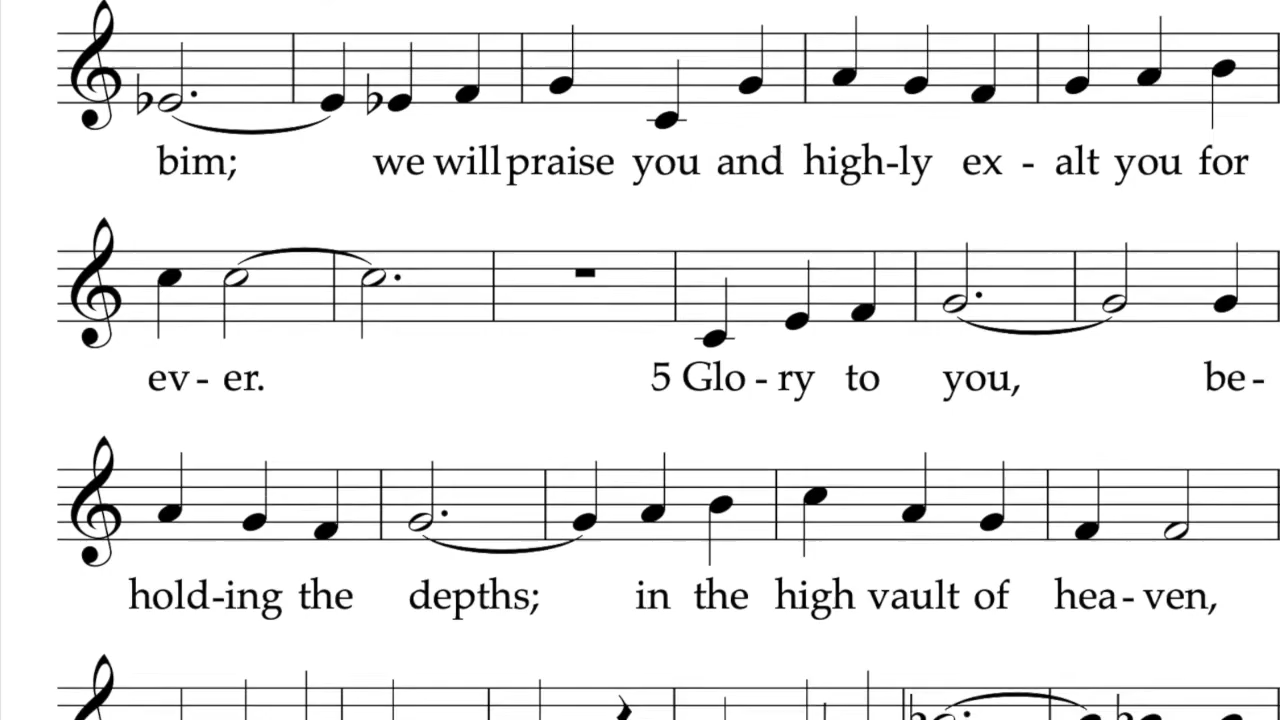 bim; we will praise you and high-ly ex - alt you for
ev - er. 5 Glo - ry to you, be -
hold-ing the depths; in the high vault of hea - ven,